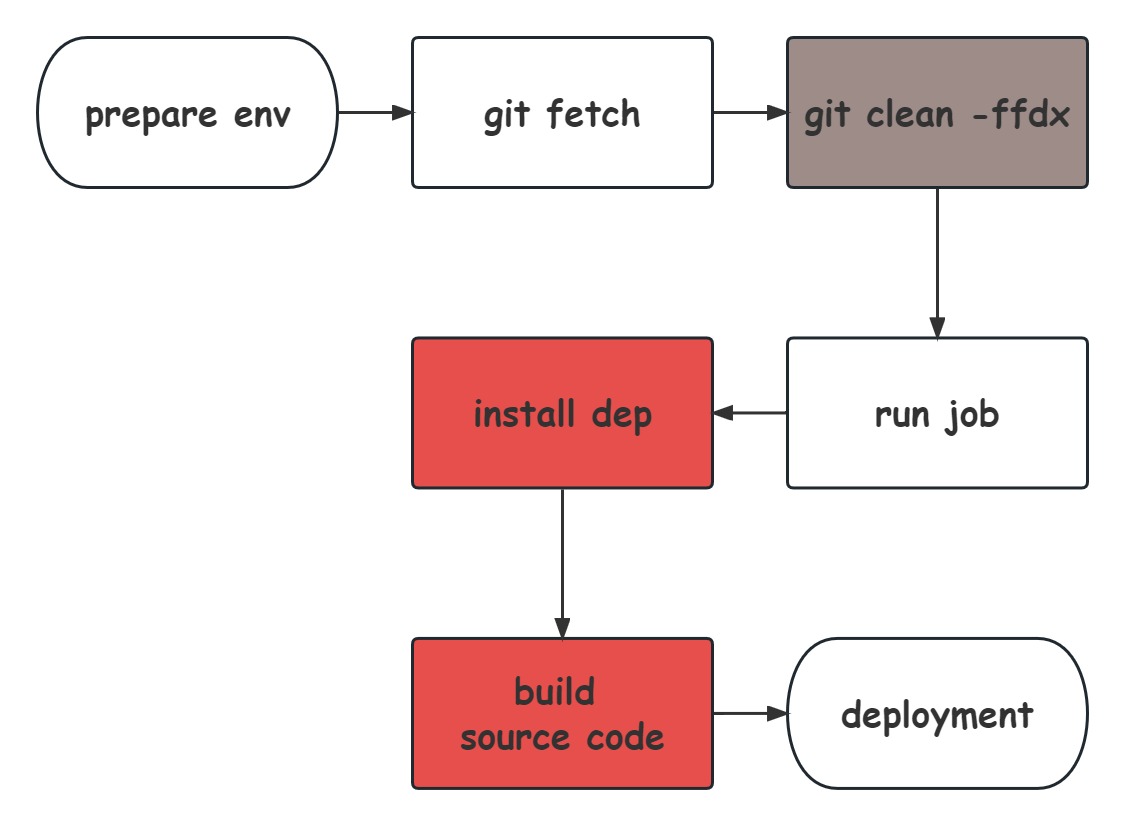 prepare env
git fetch
git clean -ffdx
run job
install dep
build
source code
deployment